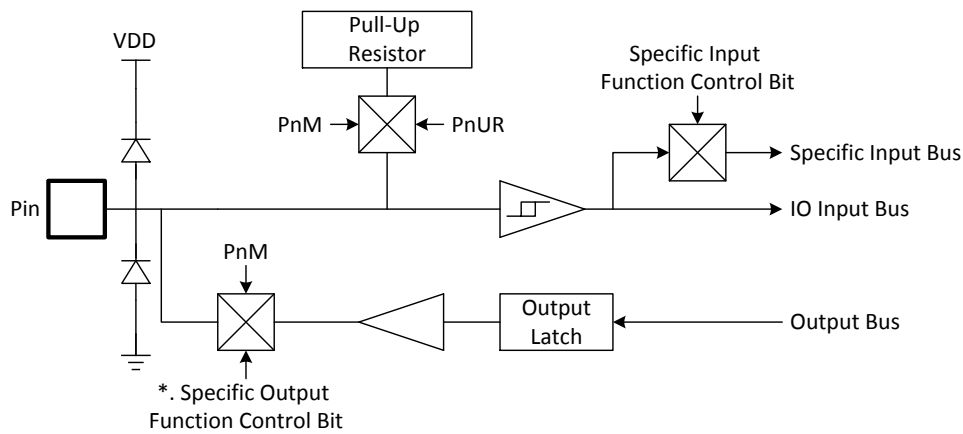 Pull-Up
Resistor
VDD
Specific Input
Function Control Bit
PnM
PnUR
Specific Input Bus
Pin
IO Input Bus
PnM
Output
Latch
Output Bus
*. Specific Output
Function Control Bit